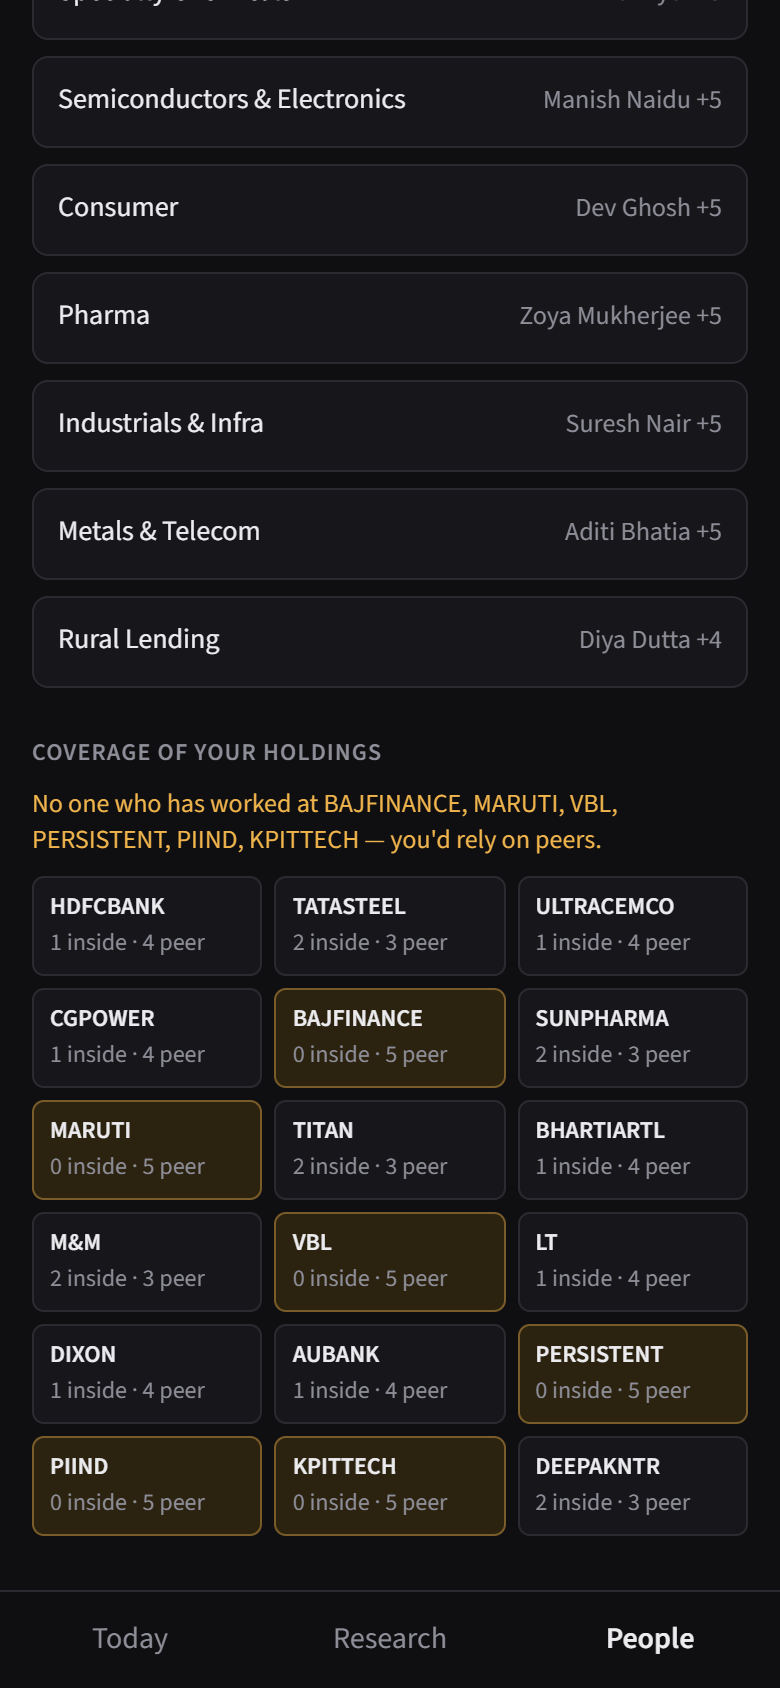 Semiconductors & Electronics Manish Naidu +5
Consumer Dev Ghosh +5
Pharma Zoya Mukherjee +5
Industrials & Infra Suresh Nair +5
Metals & Telecom Aditi Bhatia +5
Rural Lending Diya Dutta +4
COVERAGE OF YOUR HOLDINGS
No one who has worked at BAJFINANCE, MARUTI, VBL,
PERSISTENT, PIIND, KPITTECH — you'd rely on peers.
HDFCBANK TATASTEEL ULTRACEMCO
1 inside · 4 peer 2 inside · 3 peer 1 inside · 4 peer
CGPOWER BAJFINANCE SUNPHARMA
1 inside · 4 peer 0 inside · 5 peer 2 inside · 3 peer
MARUTI TITAN BHARTIARTL
0 inside · 5 peer 2 inside · 3 peer 1 inside · 4 peer
M&M VBL LT
2 inside · 3 peer 0 inside · 5 peer 1 inside · 4 peer
DIXON AUBANK PERSISTENT
1 inside · 4 peer 1 inside · 4 peer 0 inside · 5 peer
PIIND KPITTECH DEEPAKNTR
0 inside · 5 peer 0 inside · 5 peer 2 inside · 3 peer
Today Research People